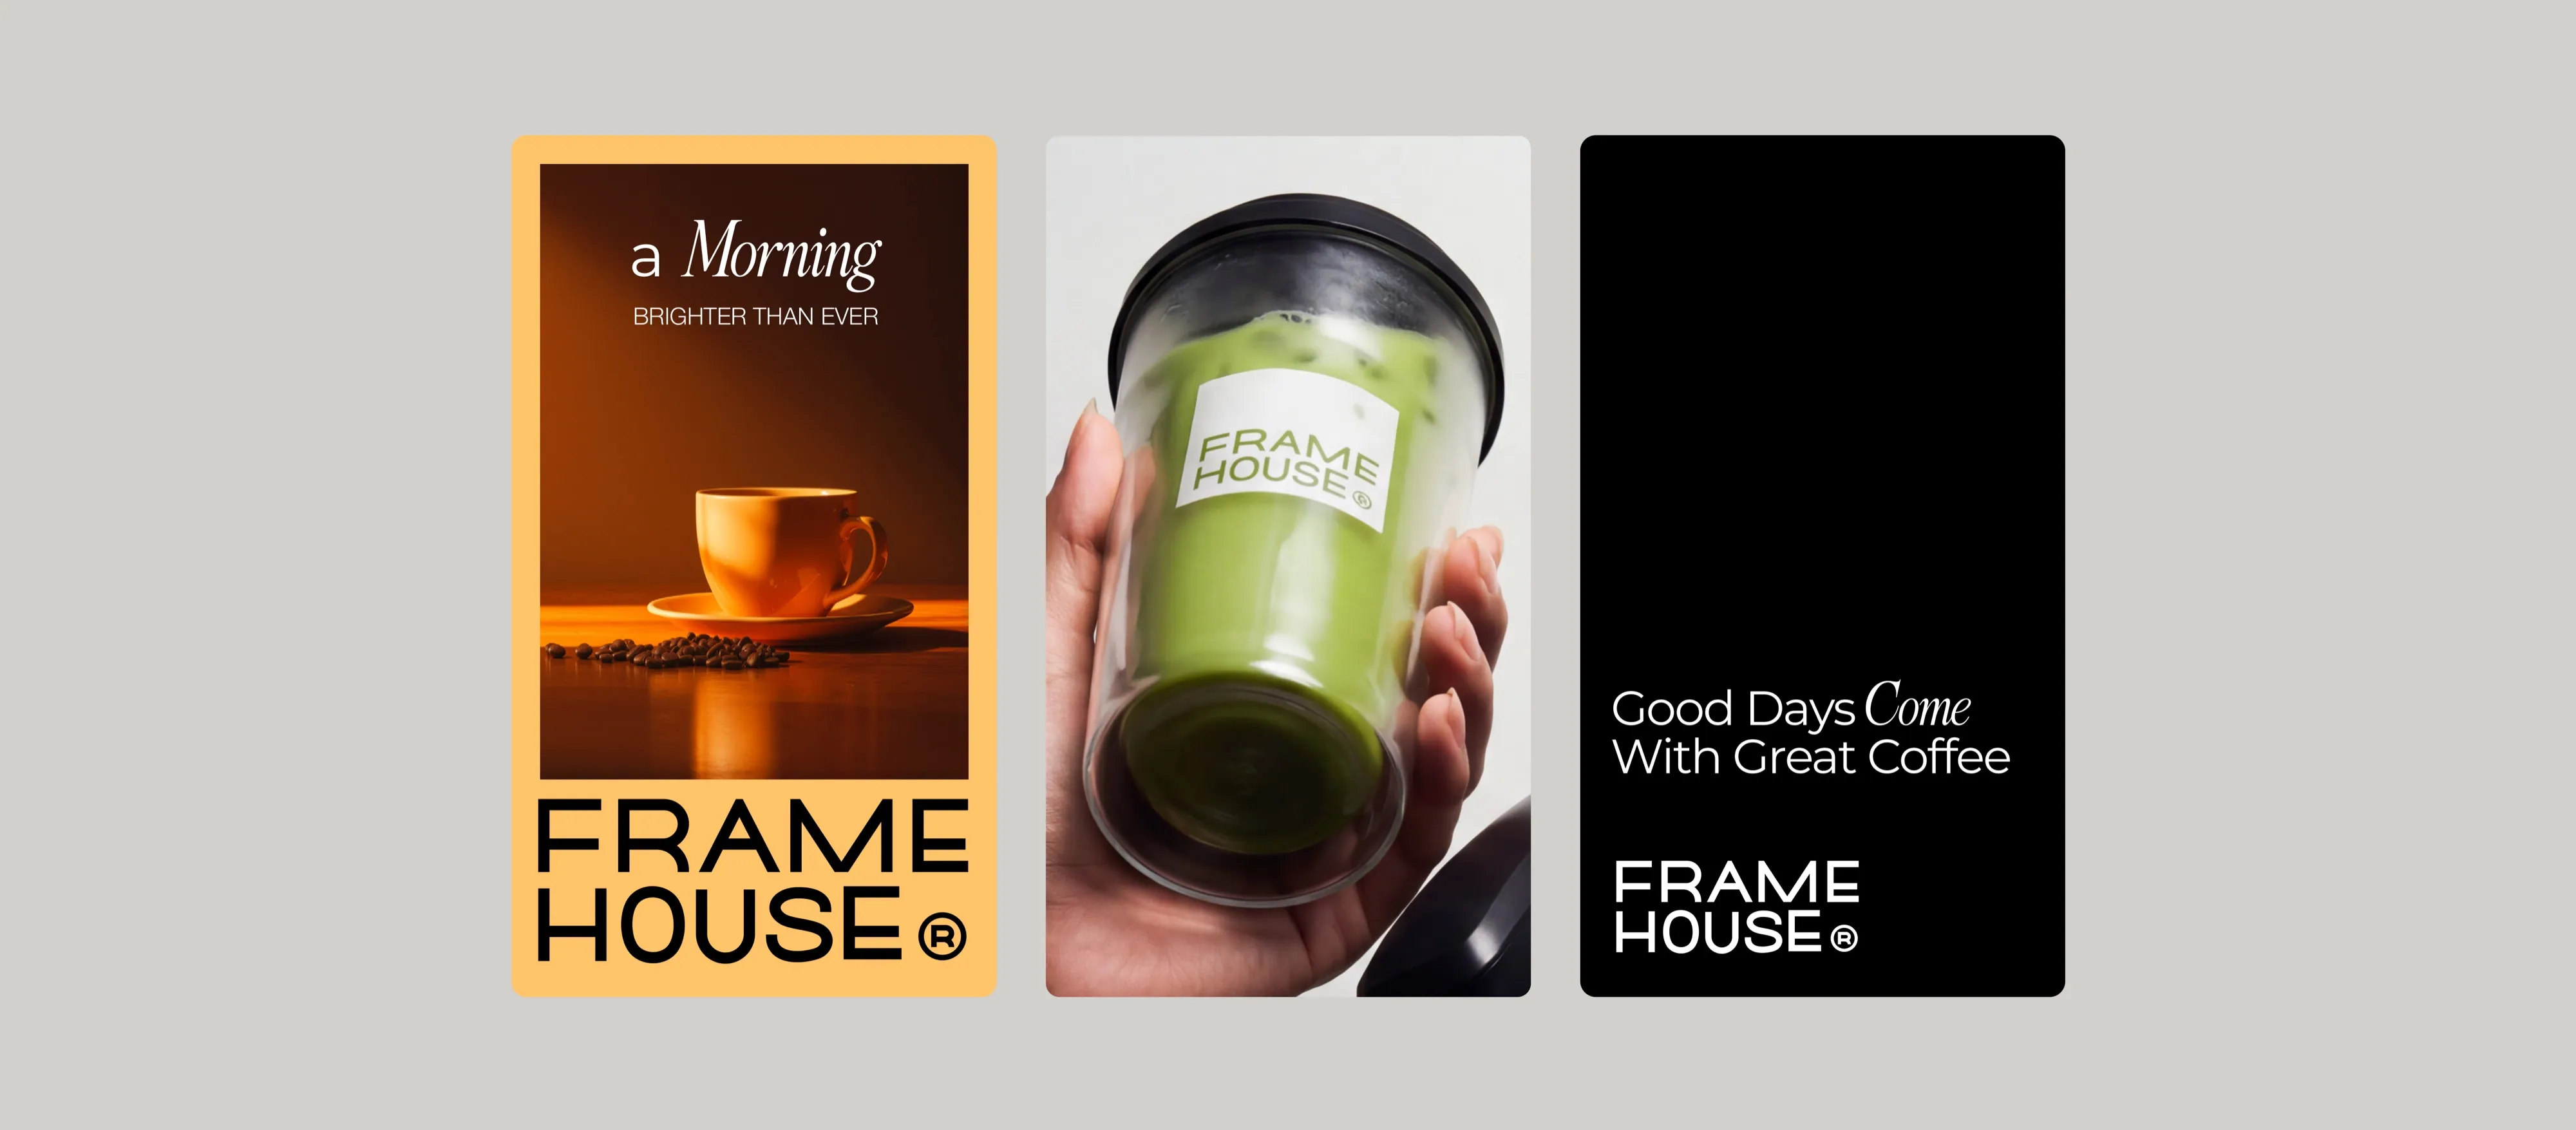 a Morning
BRIGHTER THAN EVER
FRAME
HOUSE®
FRAME
HOUSE®
Good Days Come
With Great Coffee
FRAME
HOUSE®